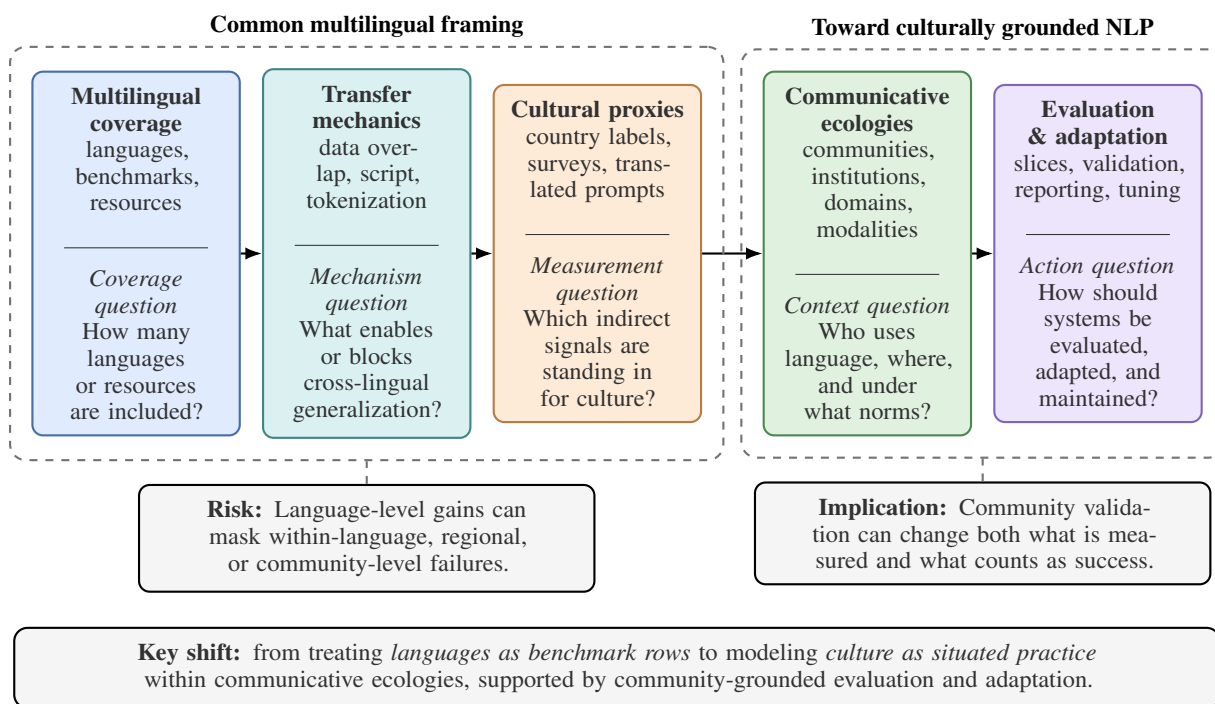 Common multilingual framing
Toward culturally grounded NLP
Multilingual
coverage
languages,
benchmarks,
resources
Coverage
question
How many
languages
or resources
are included?
Transfer
mechanics
data over-
lap, script,
tokenization
Mechanism
question
What enables
or blocks
cross-lingual
generalization?
Cultural proxies
country labels,
surveys, trans-
lated prompts
Measurement
question
Which indirect
signals are
standing in
for culture?
Communicative
ecologies
communities,
institutions,
domains,
modalities
Context question
Who uses
language, where,
and under
what norms?
Evaluation
& adaptation
slices, validation,
reporting, tuning
Action question
How should
systems be
evaluated,
adapted, and
maintained?
Risk: Language-level gains can
mask within-language, regional,
or community-level failures.
Implication: Community valida-
tion can change both what is mea-
sured and what counts as success.
Key shift: from treating languages as benchmark rows to modeling culture as situated practice
within communicative ecologies, supported by community-grounded evaluation and adaptation.